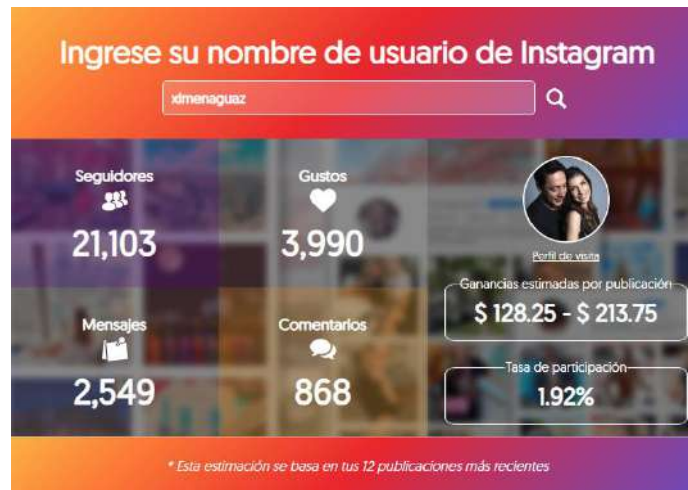 Ingrese su nombre de usuario de Instagram
ximenaguaz
Seguidores
21,103
Gustos
3,990
Perfil de visita
Ganancias estimadas por publicación
$ 128.25 - $ 213.75
Mensajes
2,549
Comentarios
868
Tasa de participación
1.92%
* Esta estimación se basa en tus 12 publicaciones más recientes